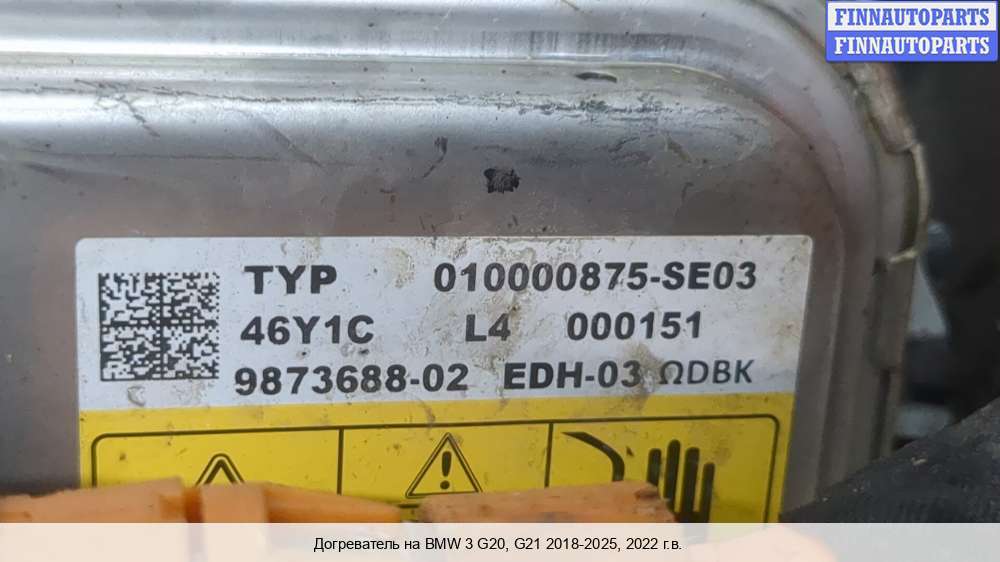 FINNAUTOPARTS
FINNAUTOPARTS
TYP 010000875-SE03
46Y1C L4 000151
9873688-02 EDH-03 ΩDBK
Догреватель на BMW 3 G20, G21 2018-2025, 2022 г.в.